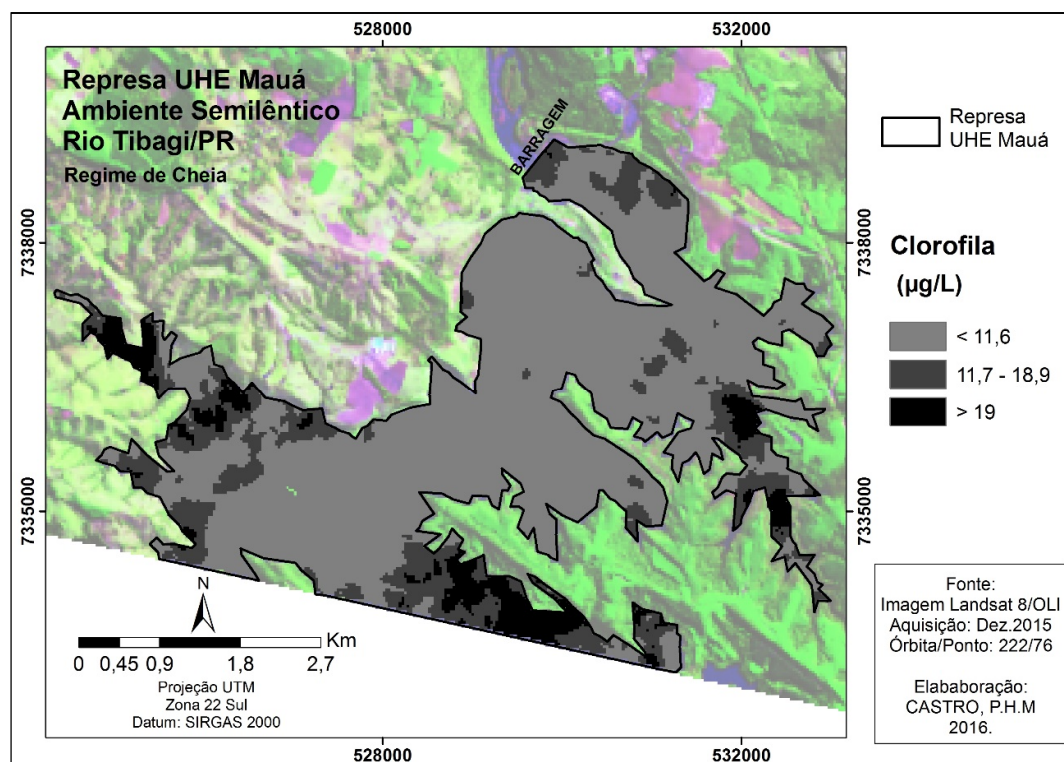 528000
532000
Represa UHE Mauá
Ambiente Semilêntico
Rio Tibagi/PR
Regime de Cheia
BARRAGEM
Represa
UHE Mauá
7338000
7338000
Clorofila
(µg/L)
< 11,6
11,7 - 18,9
> 19
7335000
7335000
N
Km
0 0,45 0,9 1,8 2,7
Projeção UTM
Zona 22 Sul
Datum: SIRGAS 2000
Fonte:
Imagem Landsat 8/OLI
Aquisição: Dez.2015
Órbita/Ponto: 222/76
Elababoração:
CASTRO, P.H.M
2016.
528000
532000